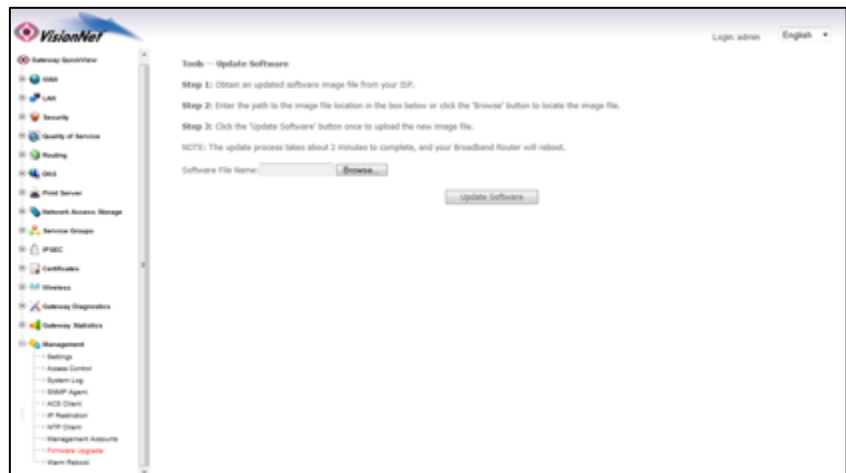 VisionNet
Login: admin
English
Gateway QuickView
WAN
LAN
Security
Quality of Service
Routing
DNS
Print Server
Network Access Storage
Service Groups
IPSEC
Certificates
Wireless
Gateway Diagnostics
Gateway Statistics
Management
Settings
Access Control
System Log
SNMP Agent
ACS Client
IP Restriction
NTP Client
Management Accounts
Firmware Upgrade
Warm Reboot
Tools -- Update Software
Step 1: Obtain an updated software image file from your ISP.
Step 2: Enter the path to the image file location in the box below or click the 'Browse' button to locate the image file.
Step 3: Click the 'Update Software' button once to upload the new image file.
NOTE: The update process takes about 2 minutes to complete, and your Broadband Router will reboot.
Software File Name:
Browse...
Update Software